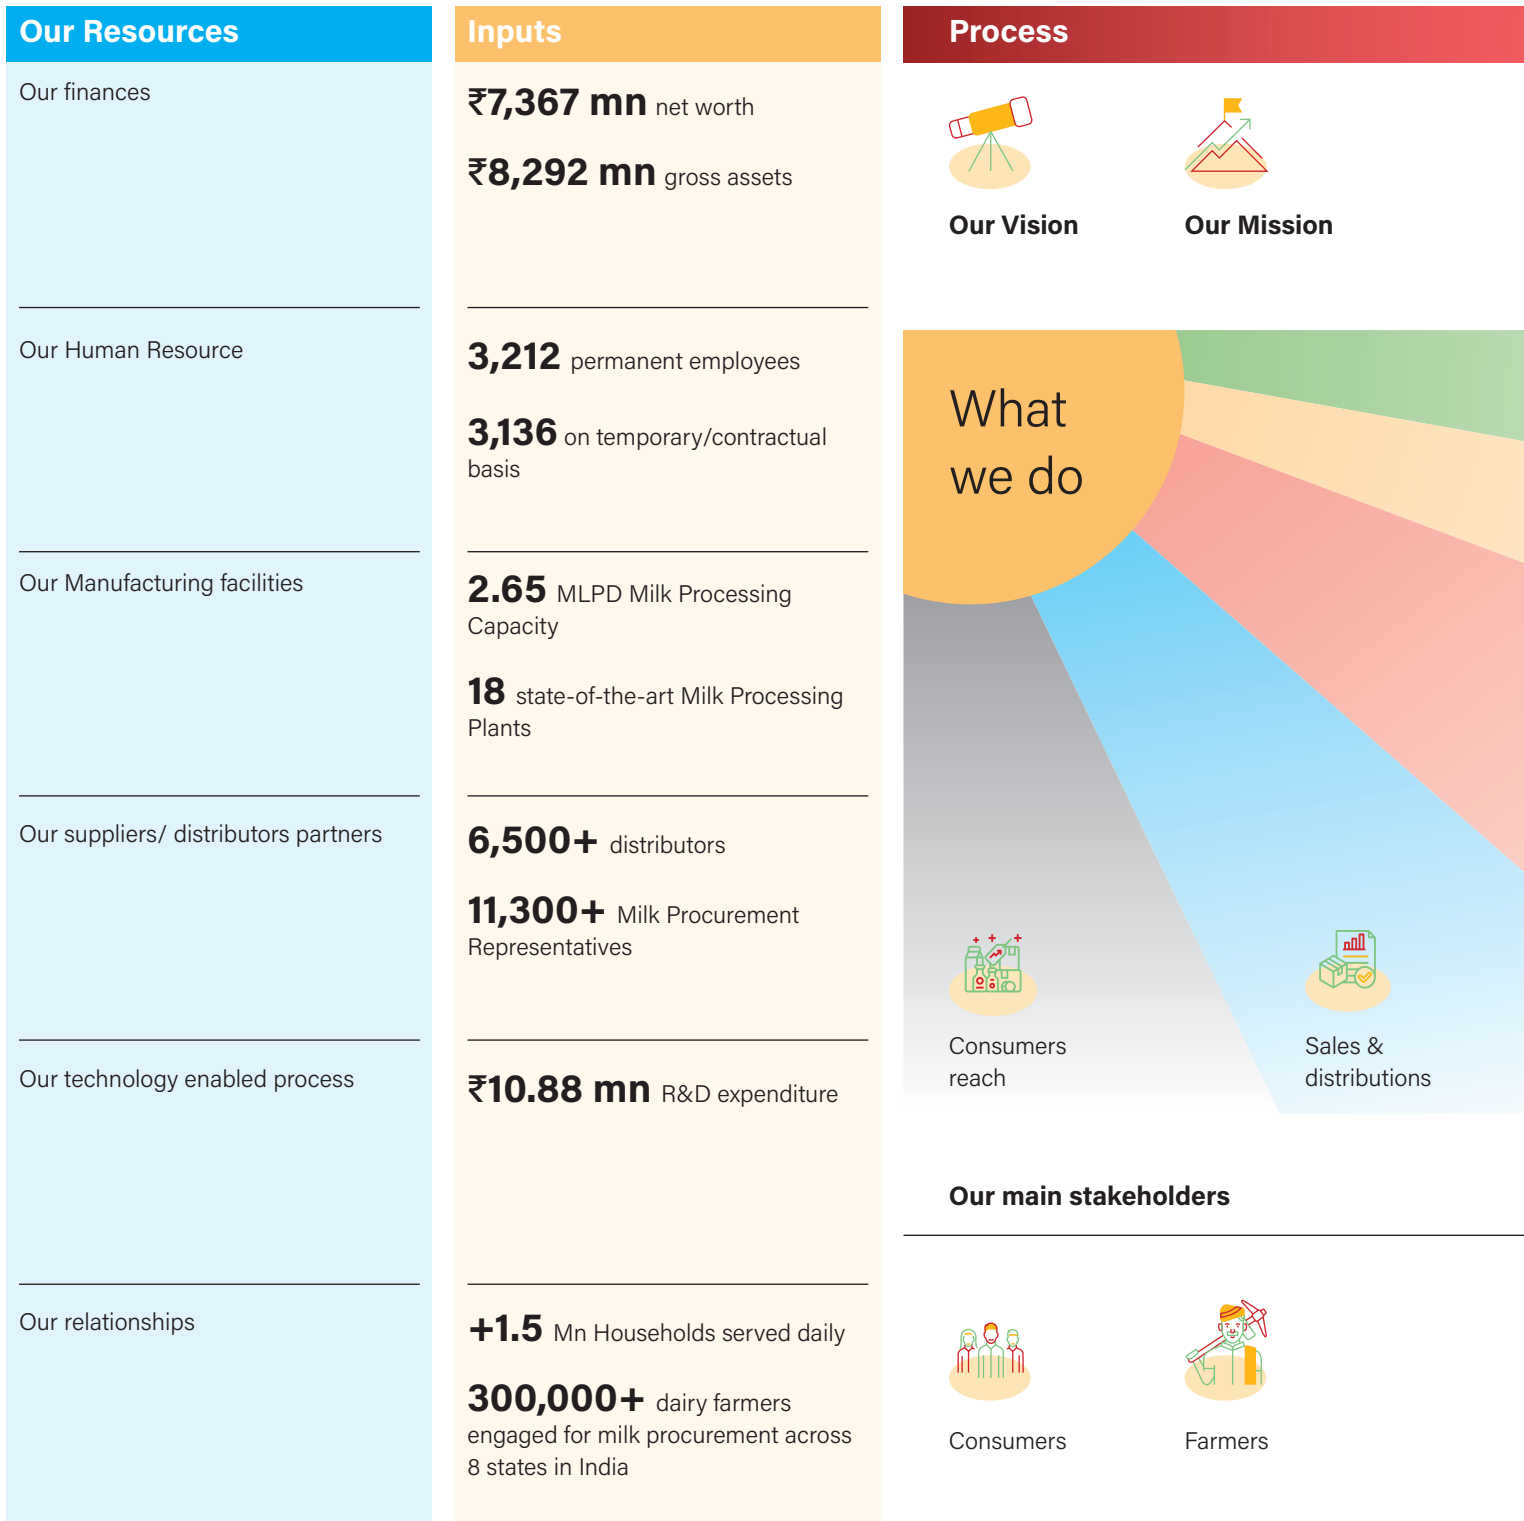 Our Resources
Our finances
Our Human Resource
Our Manufacturing facilities
Our suppliers/ distributors partners
Our technology enabled process
Our relationships
Inputs
₹7,367 mn net worth
₹8,292 mn gross assets
3,212 permanent employees
3,136 on temporary/contractual
basis
2.65 MLPD Milk Processing
Capacity
18 state-of-the-art Milk Processing
Plants
6,500+ distributors
11,300+ Milk Procurement
Representatives
₹10.88 mn R&D expenditure
+1.5 Mn Households served daily
300,000+ dairy farmers
engaged for milk procurement across
8 states in India
Process
Our Vision
Our Mission
What
we do
Consumers
reach
Sales &
distributions
Our main stakeholders
Consumers
Farmers